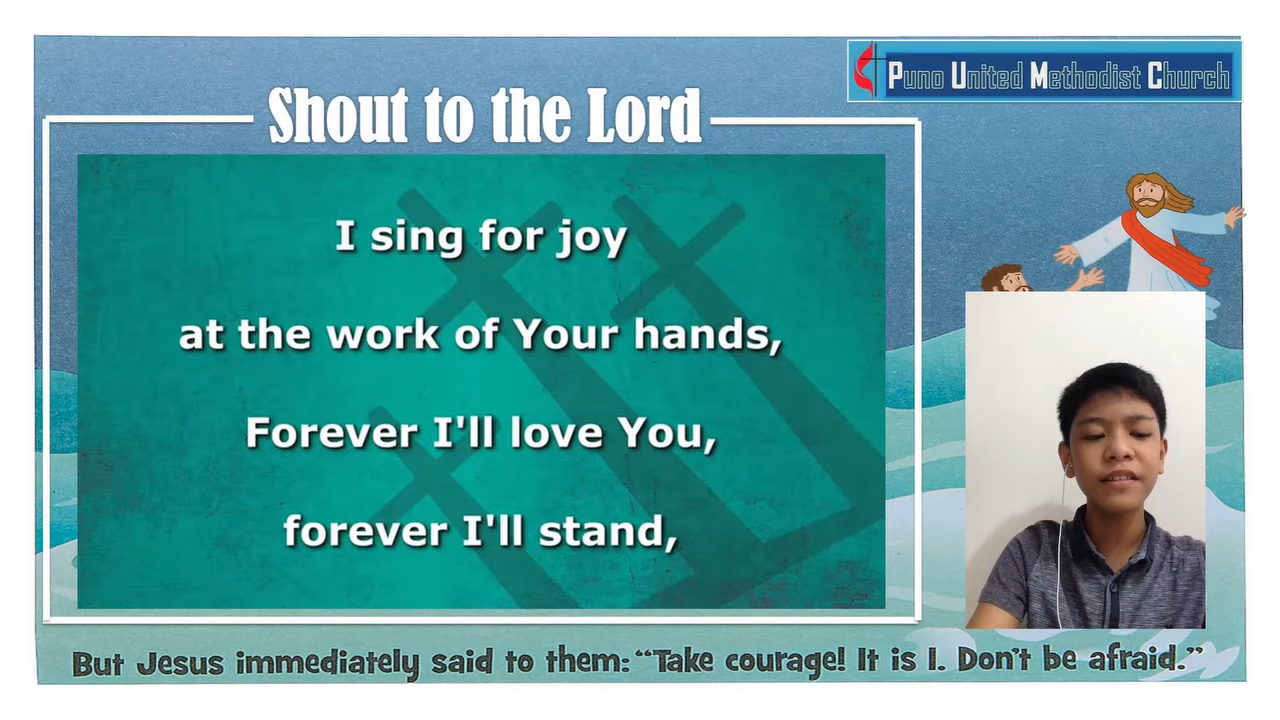 Puno United Methodist Church
Shout to the Lord
I sing for joy
at the work of Your hands,
Forever I'll love You,
forever I'll stand,
But Jesus immediately said to them: “Take courage! It is I. Don’t be afraid.”